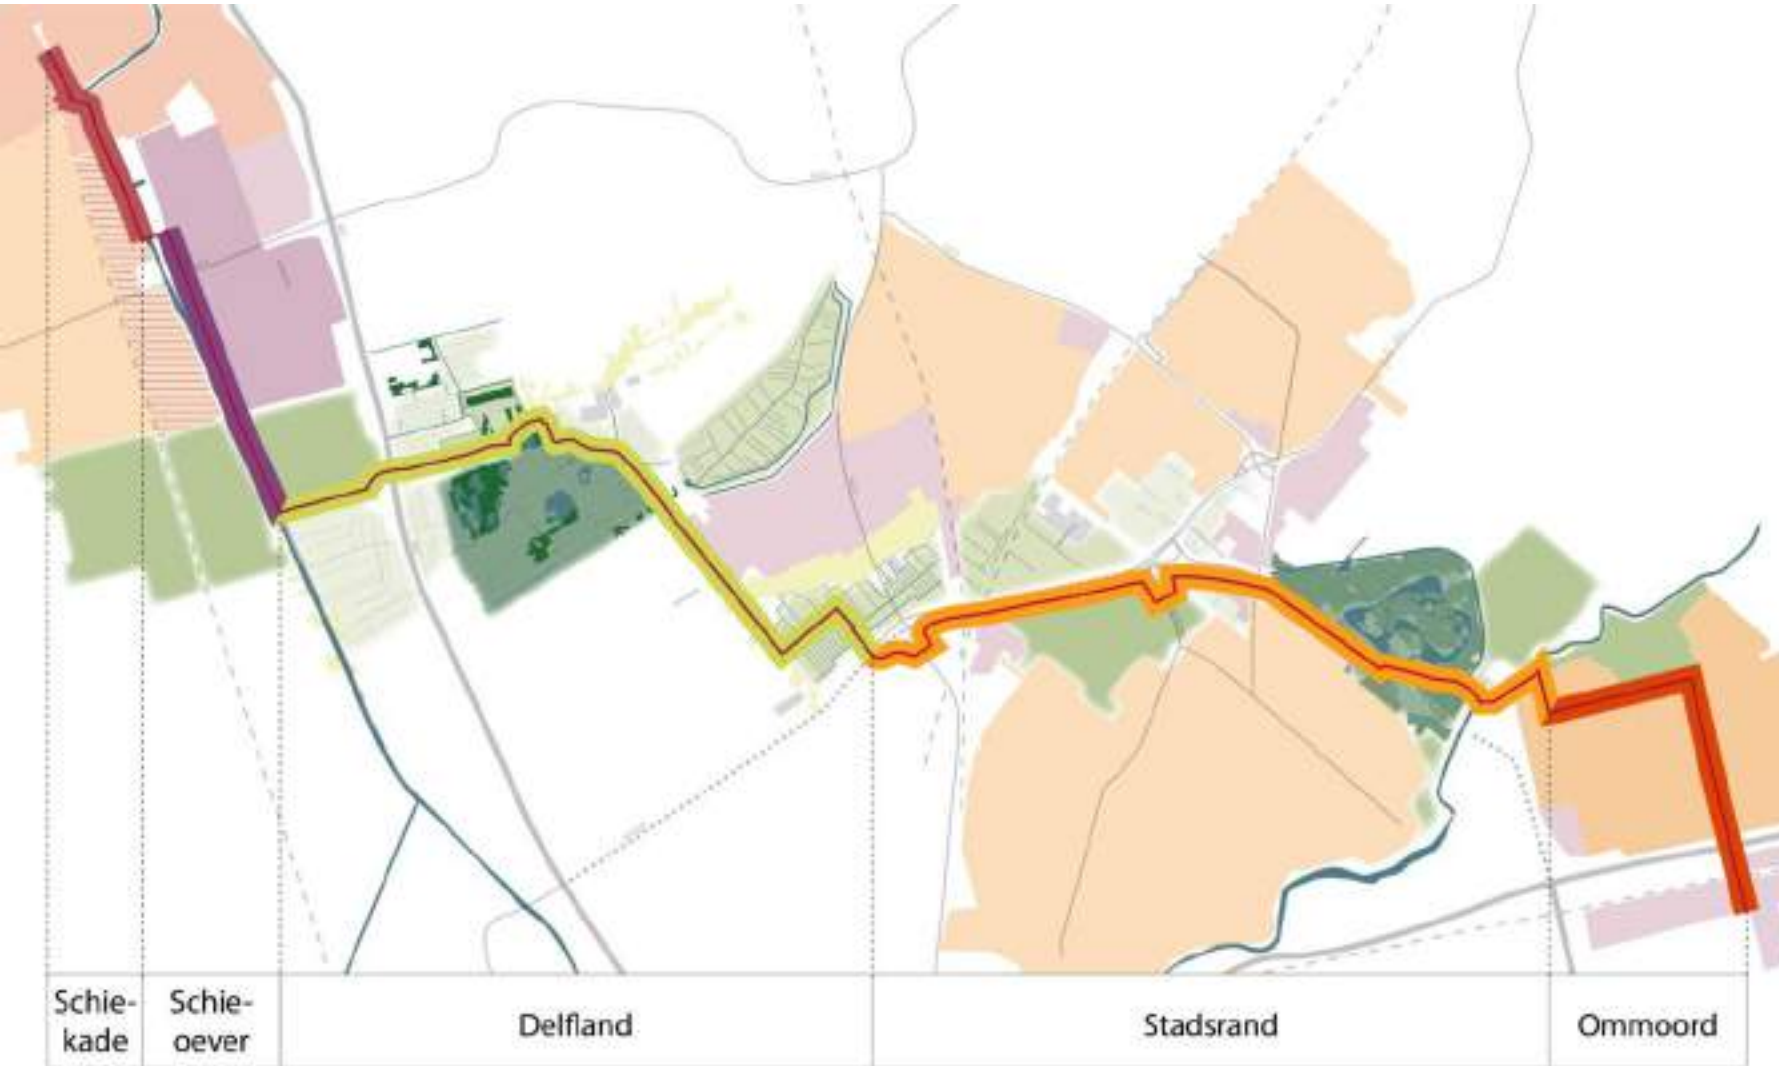 Schie-
kade
Schie-
oever
Delfland
Stadsrand
Ommoord